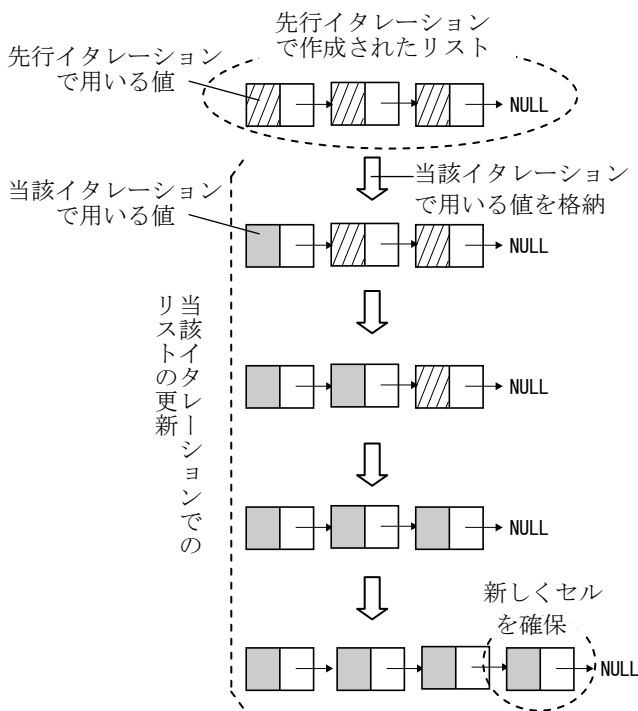 先行イタレーション
で作成されたリスト
先行イタレーション
で用いる値
NULL
当該イタレーション
で用いる値
当該イタレーション
で用いる値を格納
NULL
当該イタレーションでの
リストの更新
NULL
NULL
新しくセル
を確保
NULL